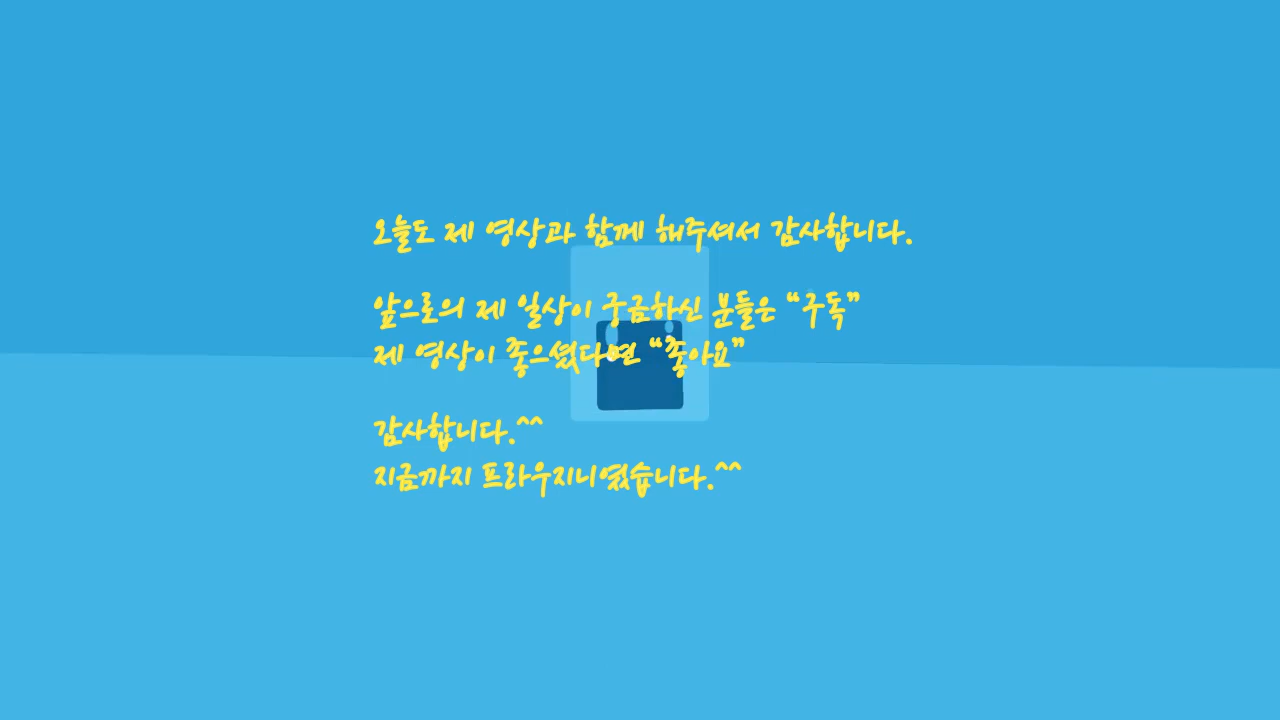 오늘도 제 영상과 함께 해주셔서 감사합니다.
앞으로의 제 일상이 궁금하신 분들은 “구독”
제 영상이 좋으셨다면 “좋아요”
감사합니다.^^
지금까지 프라우지니였습니다.^^